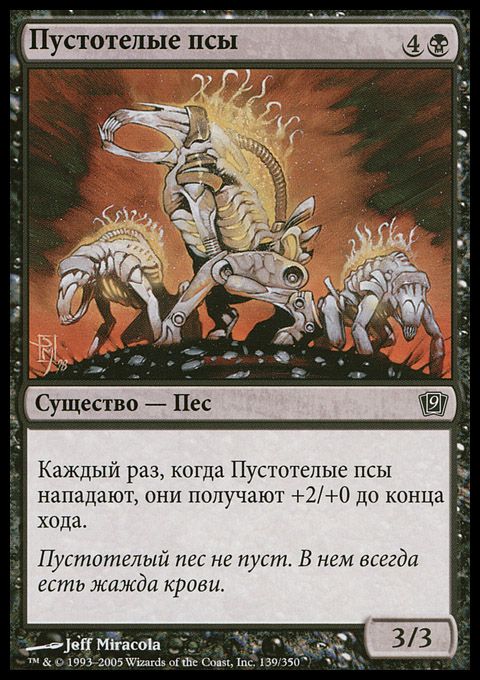 Пустотелые псы 4
Существо — Пес 9
Каждый раз, когда Пустотелые псы
нападают, они получают +2/+0 до конца
хода.
Пустотелый пес не пуст. В нем всегда
есть жажда крови.
Jeff Miracola
3/3
™ & © 1993–2005 Wizards of the Coast, Inc. 139/350